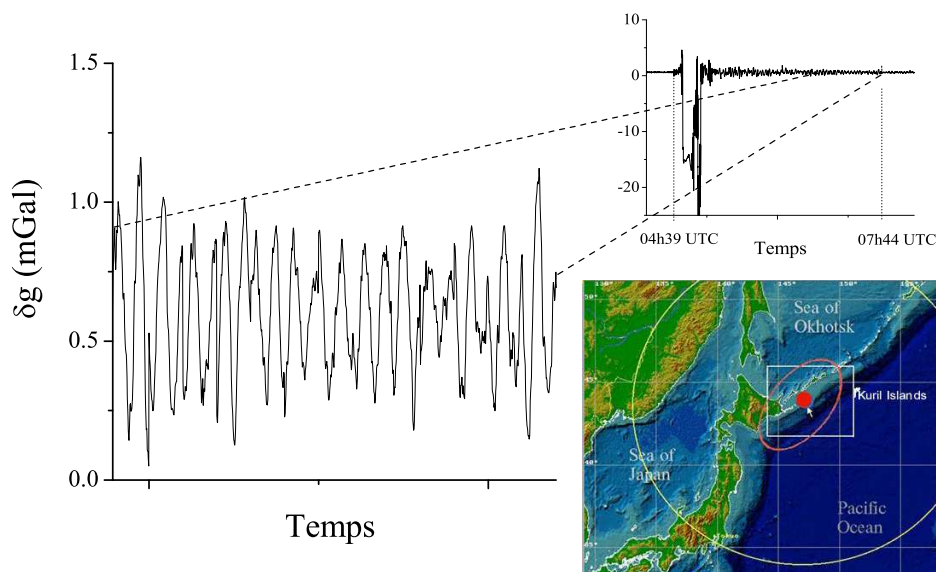 δg (mGal)
1.5
1.0
0.5
0.0
Temps
10
0
-10
-20
04h39 UTC
07h44 UTC
Temps
Sea of
Okhotsk
Kuril Islands
Sea of
Japan
Pacific
Ocean